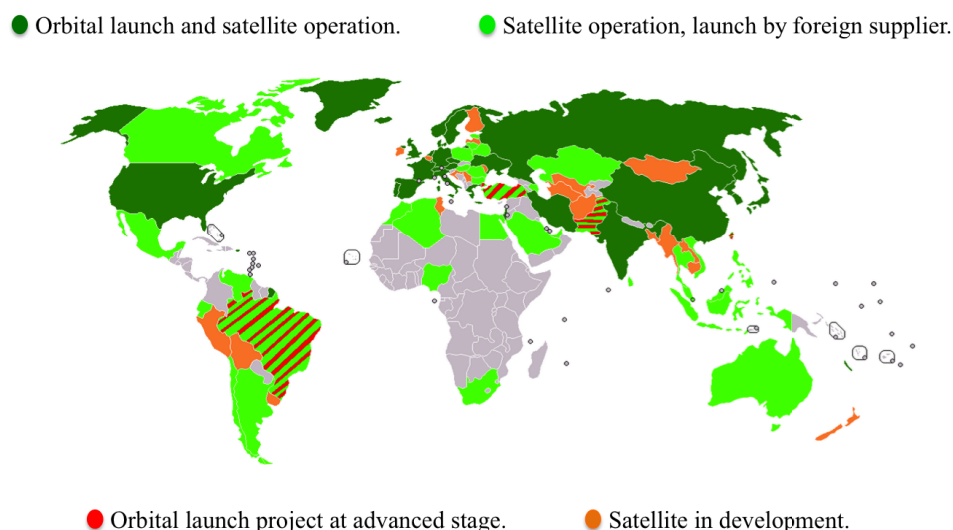 Orbital launch and satellite operation.
Satellite operation, launch by foreign supplier.
Orbital launch project at advanced stage.
Satellite in development.